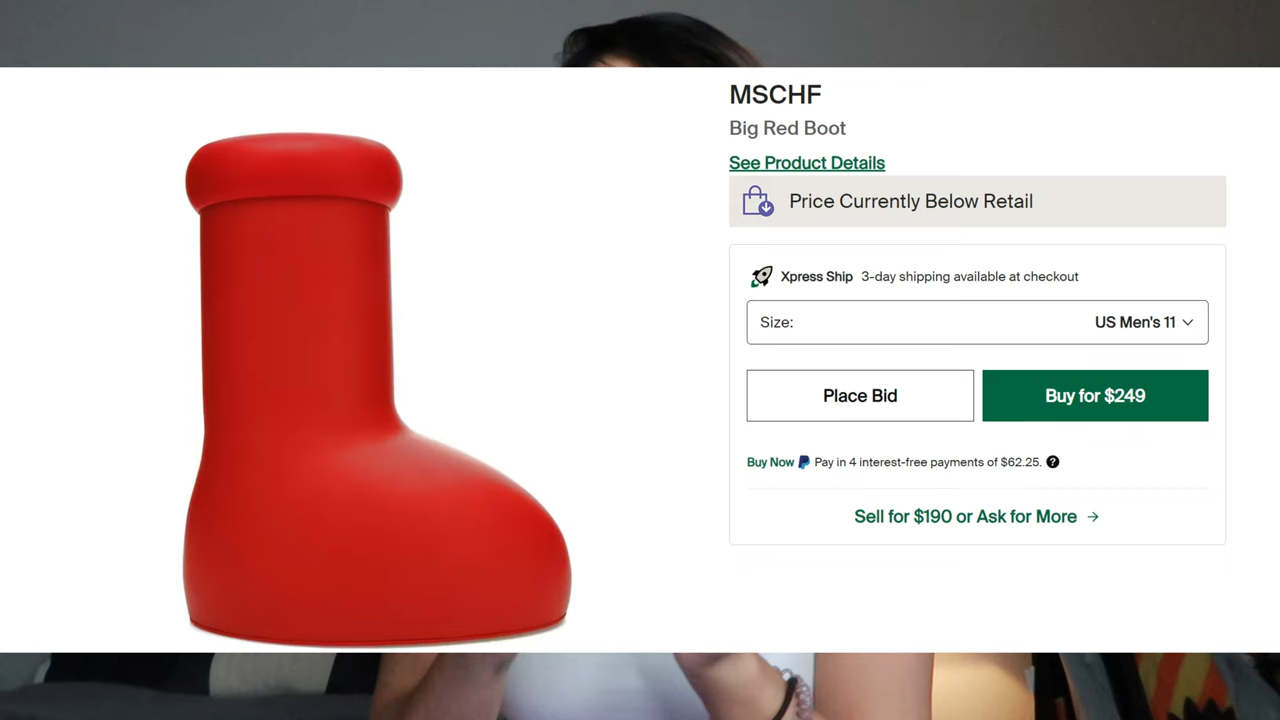 MSCHF
Big Red Boot
See Product Details
Price Currently Below Retail
Xpress Ship 3-day shipping available at checkout
Size: US Men's 11
Place Bid Buy for $249
Buy Now Pay in 4 interest-free payments of $62.25. ?
Sell for $190 or Ask for More →